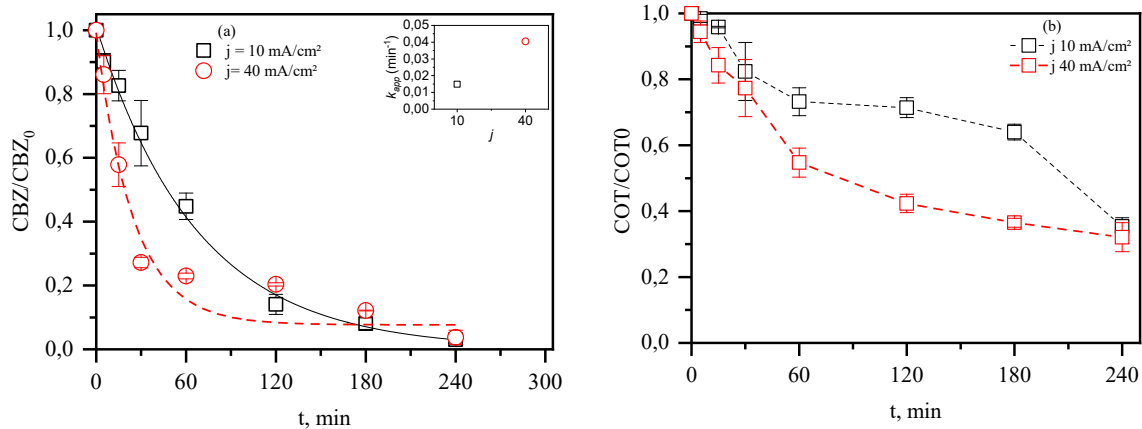 (a)
j = 10 mA/cm²
j= 40 mA/cm²
CBZ/CBZ0
1,0
0,8
0,6
0,4
0,2
0,0
0 60 120 180 240 300
t, min
kapp (min-1)
0,05
0,04
0,03
0,02
0,01
0,00
10 40
j
(b)
j 10 mA/cm²
j 40 mA/cm²
COT/COT0
1,0
0,8
0,6
0,4
0,2
0,0
0 60 120 180 240
t, min